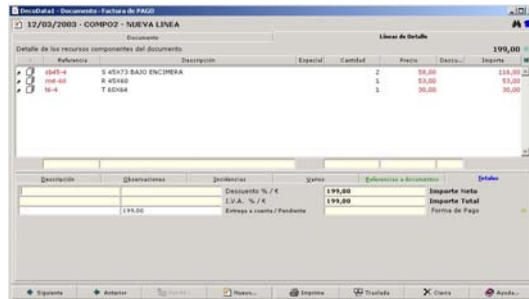 DecoData1 - Documento - Factura de PAGO
12/03/2003 - COMPO2 - NUEVA LINEA
Documento Líneas de Detalle
Detalle de los recursos componentes del documento 199,00
Referencia Descripción Especial Cantidad Precio Descu... Importe
sb45-4 S 45X73 BAJO ENCIMERA 2 58,00 116,00
md-60 R 45X60 1 53,00 53,00
t6-4 T 60X64 1 30,00 30,00
Descripción Observaciones Incidencias Varios Referencias a documentos Totales
Descuento % / € 199,00 Importe Neto
I.V.A. % / € 199,00 Importe Total
199,00 Entrega a cuenta / Pendiente Forma de Pago
Siguiente Anterior Nuevo... Imprime Traslada Cierra Ayuda...